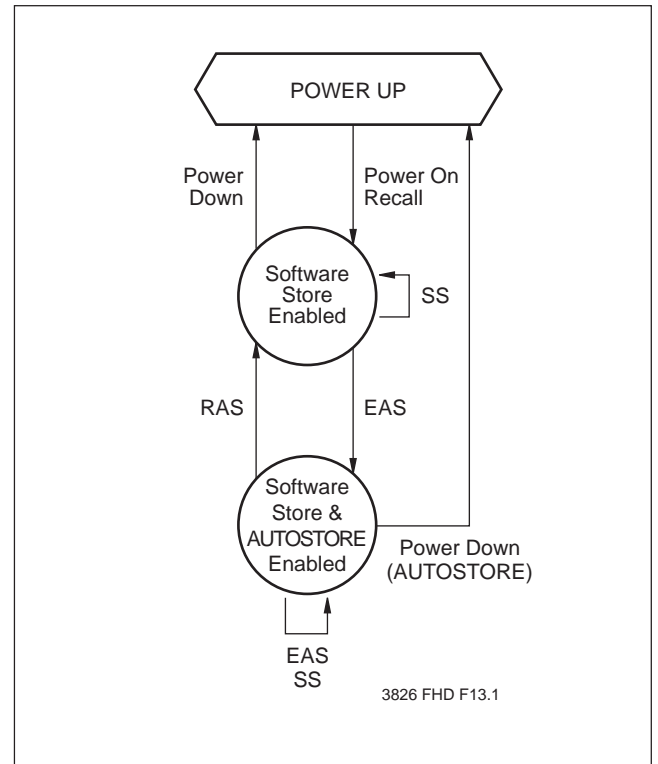 POWER UP
Power
Down
Power On
Recall
Software
Store
Enabled
SS
RAS
EAS
Software
Store &
AUTOSTORE
Enabled
Power Down
(AUTOSTORE)
EAS
SS
3826 FHD F13.1